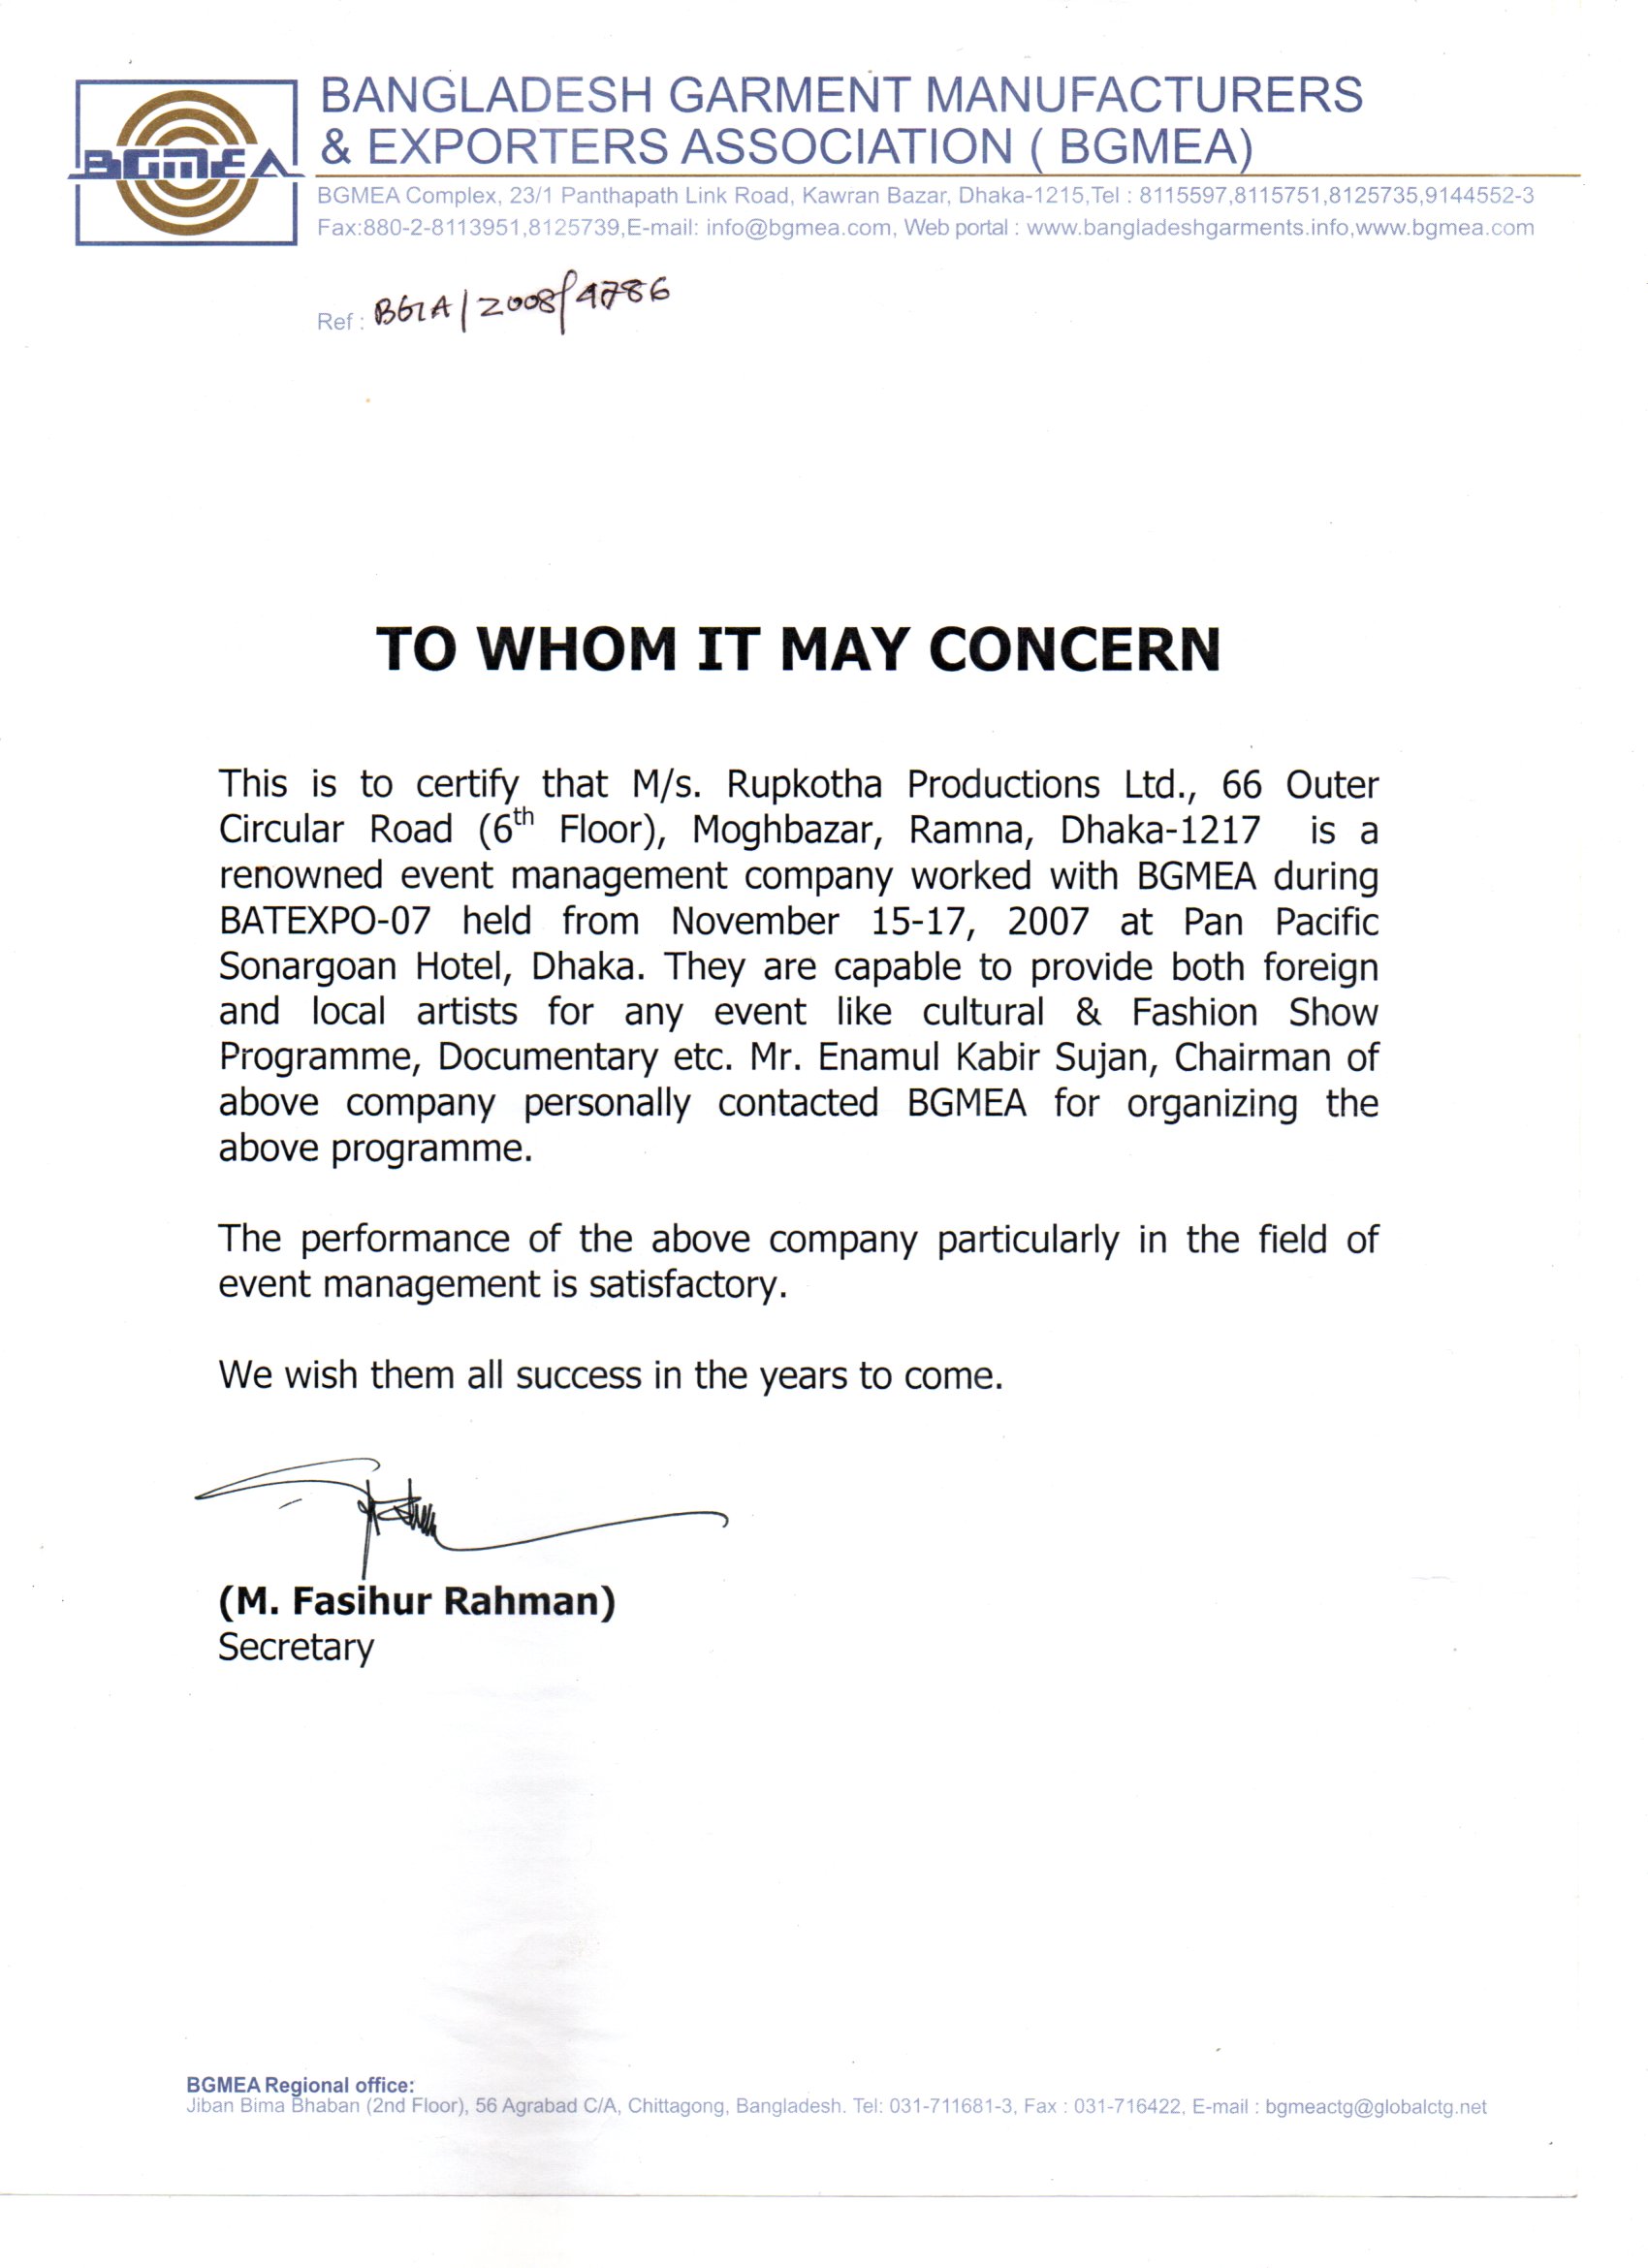 BGMEA
BANGLADESH GARMENT MANUFACTURERS
& EXPORTERS ASSOCIATION ( BGMEA)
BGMEA Complex, 23/1 Panthapath Link Road, Kawran Bazar, Dhaka-1215,Tel : 8115597,8115751,8125735,9144552-3
Fax:880-2-8113951,8125739,E-mail: info@bgmea.com, Web portal : www.bangladeshgarments.info,www.bgmea.com
Ref : BGA/2008/4786
TO WHOM IT MAY CONCERN
This is to certify that M/s. Rupkotha Productions Ltd., 66 Outer
Circular Road (6th Floor), Moghbazar, Ramna, Dhaka-1217 is a
renowned event management company worked with BGMEA during
BATEXPO-07 held from November 15-17, 2007 at Pan Pacific
Sonargoan Hotel, Dhaka. They are capable to provide both foreign
and local artists for any event like cultural & Fashion Show
Programme, Documentary etc. Mr. Enamul Kabir Sujan, Chairman of
above company personally contacted BGMEA for organizing the
above programme.
The performance of the above company particularly in the field of
event management is satisfactory.
We wish them all success in the years to come.
(M. Fasihur Rahman)
Secretary
BGMEA Regional office:
Jiban Bima Bhaban (2nd Floor), 56 Agrabad C/A, Chittagong, Bangladesh. Tel: 031-711681-3, Fax : 031-716422, E-mail : bgmeactg@globalctg.net